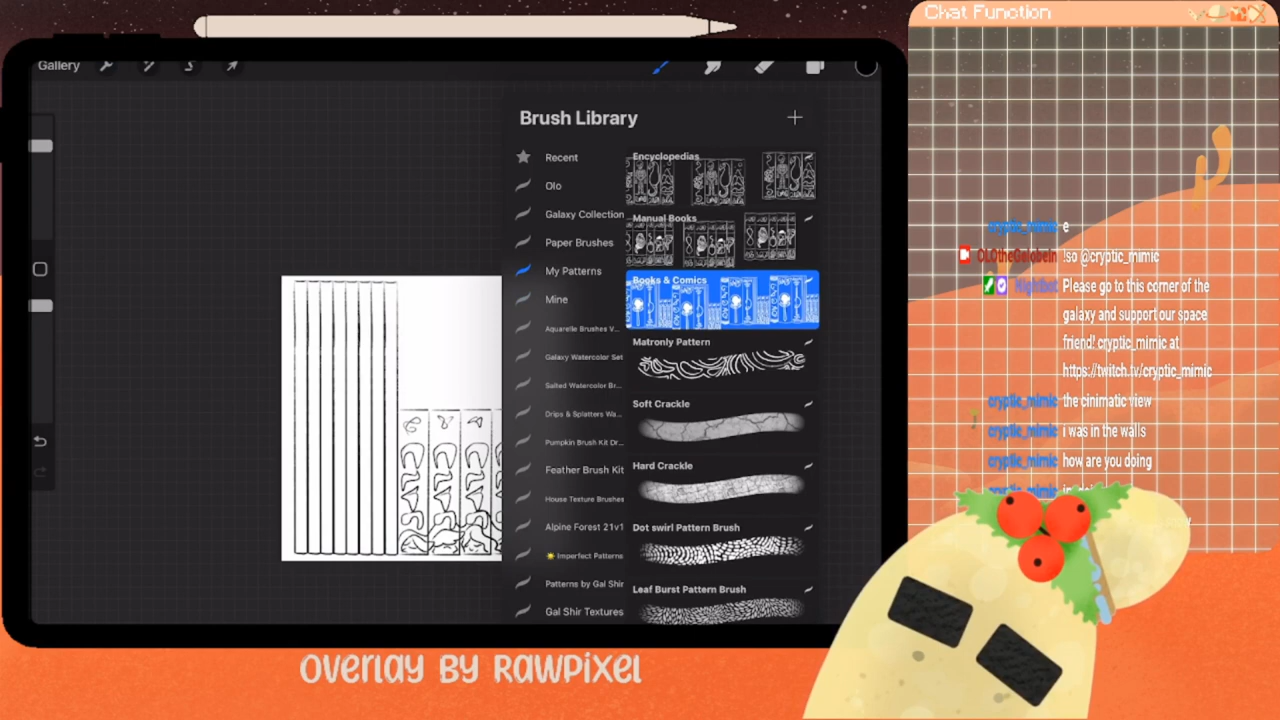 Chat Function
Gallery
Brush Library
Recent
Olo
Galaxy Collection
Paper Brushes
My Patterns
Mine
Aquarelle Brushes V...
Galaxy Watercolor Set
Salted Watercolor Br...
Drips & Splatters Wa...
Pumpkin Brush Kit Dr...
Feather Brush Kit
House Texture Brushes
Alpine Forest 21v1
Imperfect Patterns
Patterns by Gal Shir
Gal Shir Textures
Encyclopedias
Manual Books
Books & Comics
Matronly Pattern
Soft Crackle
Hard Crackle
Dot swirl Pattern Brush
Leaf Burst Pattern Brush
cryptic_mimic e
OLOtheGalobein !so @cryptic_mimic
Nightbot Please go to this corner of the
galaxy and support our space
friend! cryptic_mimic at
https://twitch.tv/cryptic_mimic
cryptic_mimic the cinimatic view
cryptic_mimic i was in the walls
cryptic_mimic how are you doing
cryptic_mimic
OVERLAY BY RAWPIXEL